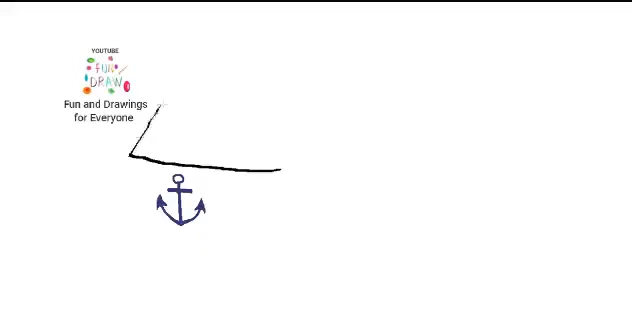 YOUTUBE
FUN
DRAW
Fun and Drawings
for Everyone